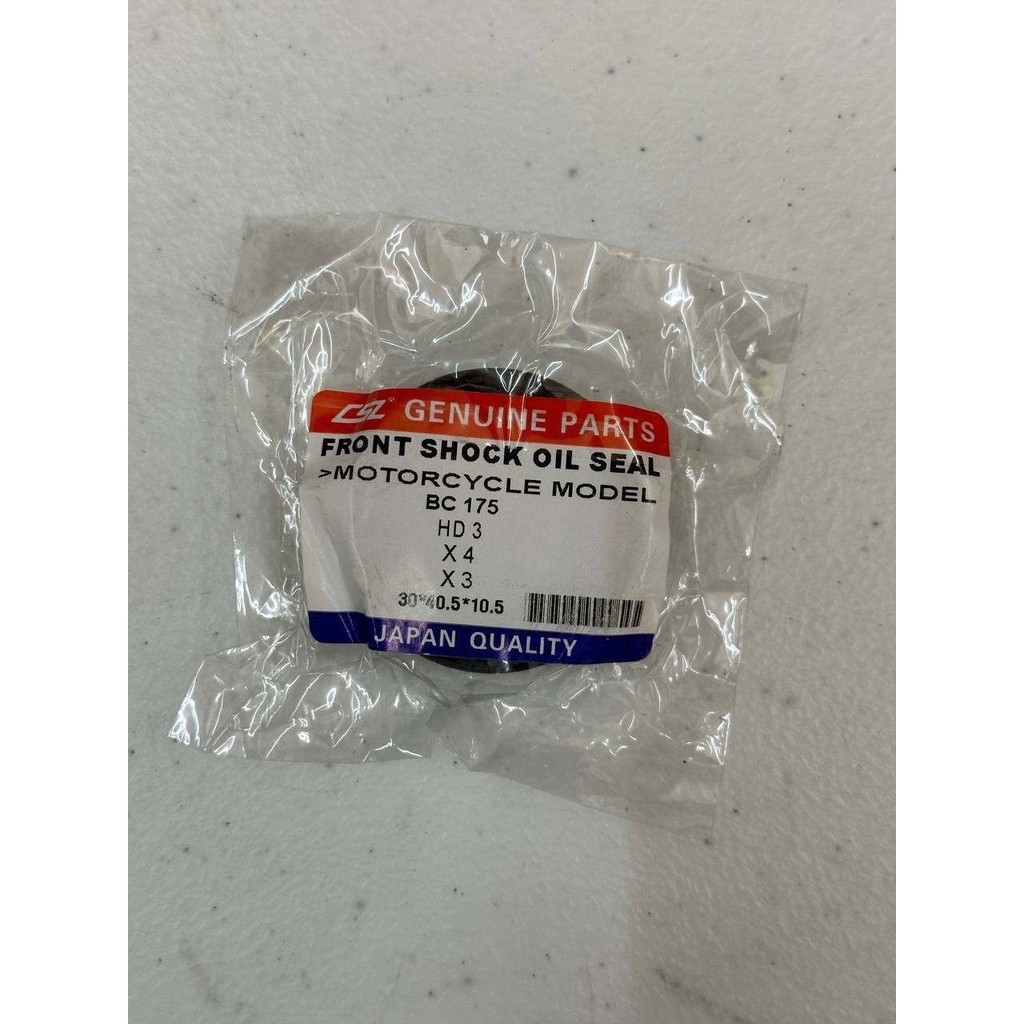 GENUINE PARTS
FRONT SHOCK OIL SEAL
>MOTORCYCLE MODEL
BC 175
HD 3
X 4
X 3
30*40.5*10.5
JAPAN QUALITY